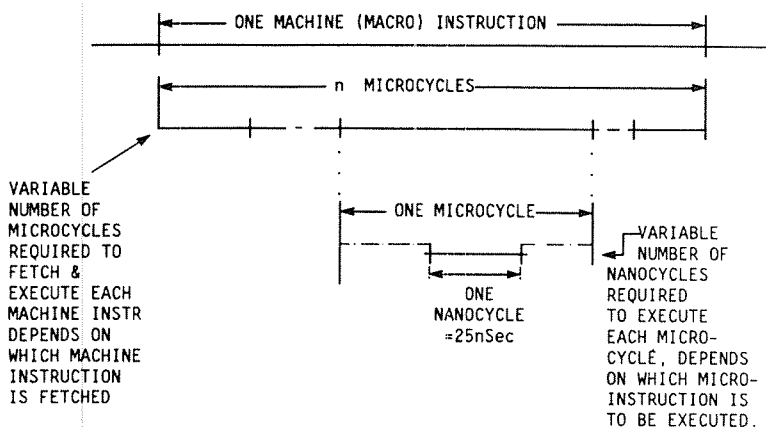 ONE MACHINE (MACRO) INSTRUCTION
n MICROCYCLES
VARIABLE
NUMBER OF
MICROCYCLES
REQUIRED TO
FETCH &
EXECUTE EACH
MACHINE INSTR
DEPENDS ON
WHICH MACHINE
INSTRUCTION
IS FETCHED
ONE MICROCYCLE
ONE
NANOCYCLE
=25nSec
VARIABLE
NUMBER OF
NANOCYCLES
REQUIRED
TO EXECUTE
EACH MICRO-
CYCLE, DEPENDS
ON WHICH MICRO-
INSTRUCTION IS
TO BE EXECUTED.